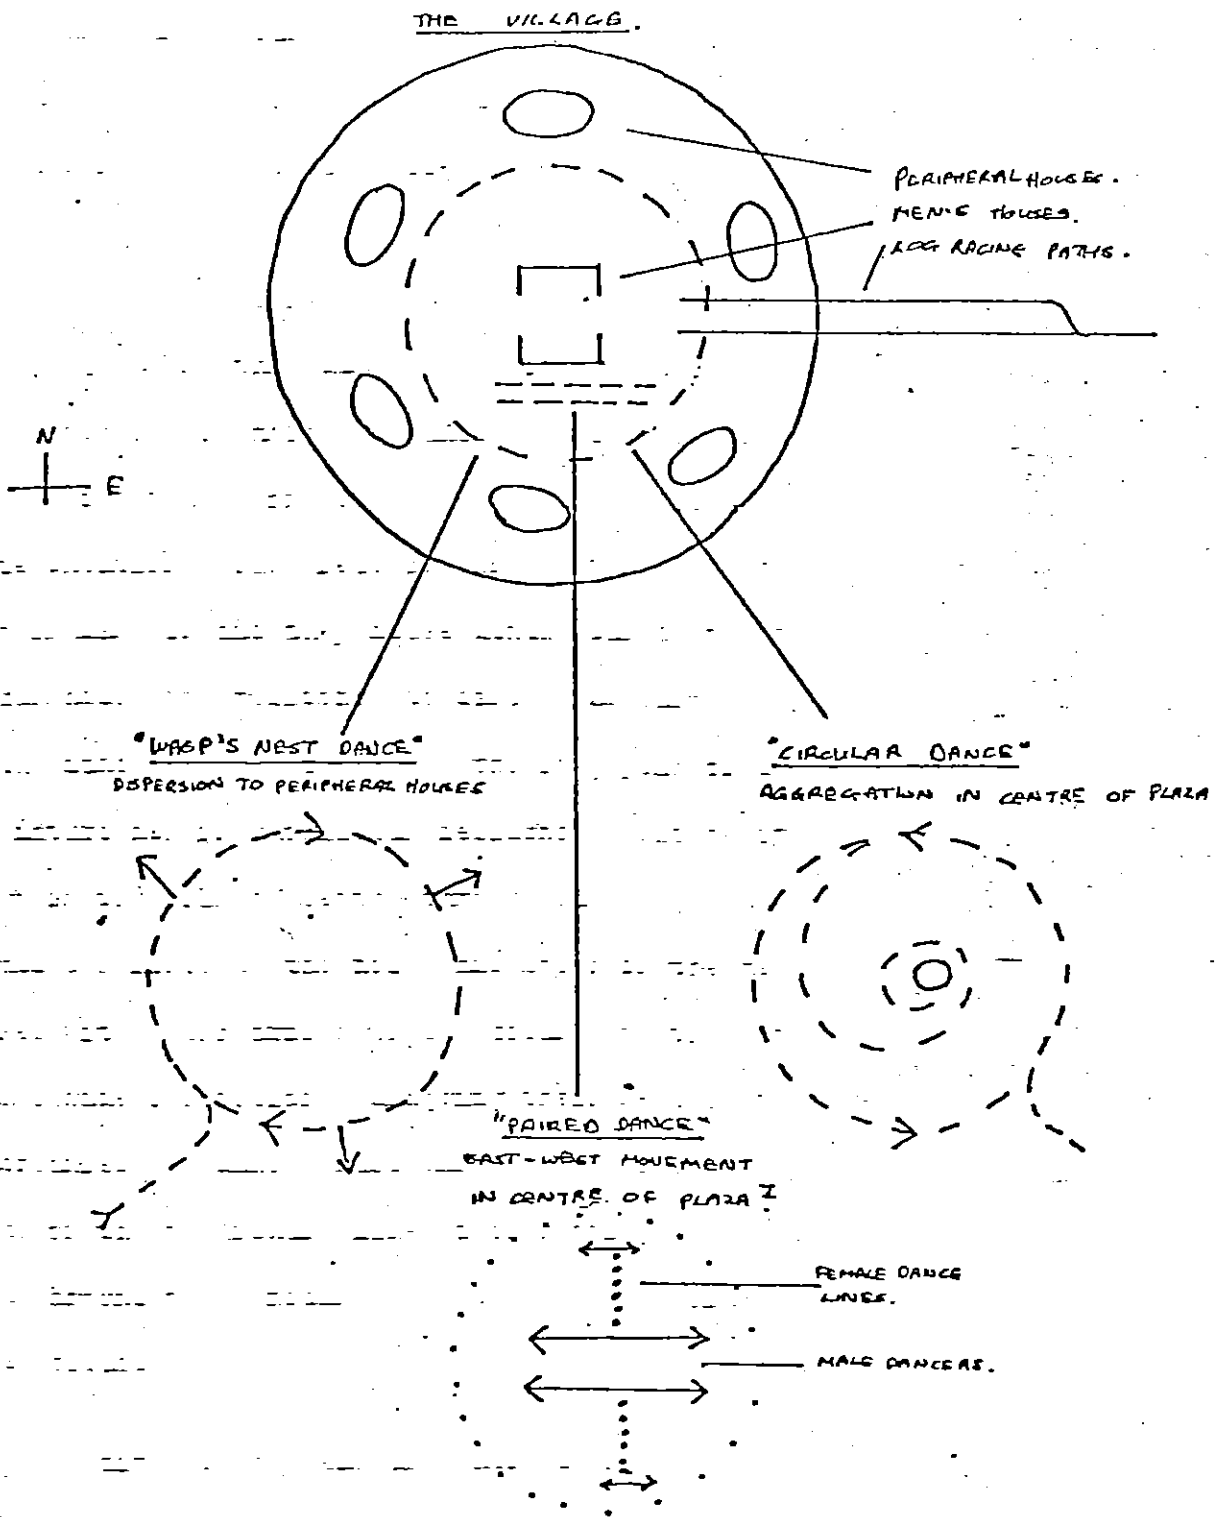 THE VILLAGE.
PERIPHERAL HOUSES.
MEN'S HOUSES.
LOG RACING PATHS.
N
E
"WASP'S NEST DANCE"
DISPERSION TO PERIPHERAL HOUSES
"CIRCULAR DANCE"
AGGREGATION IN CENTRE OF PLAZA
"PAIRED DANCE"
EAST-WEST MOVEMENT
IN CENTRE OF PLAZA I
FEMALE DANCE
LINES.
MALE DANCERS.